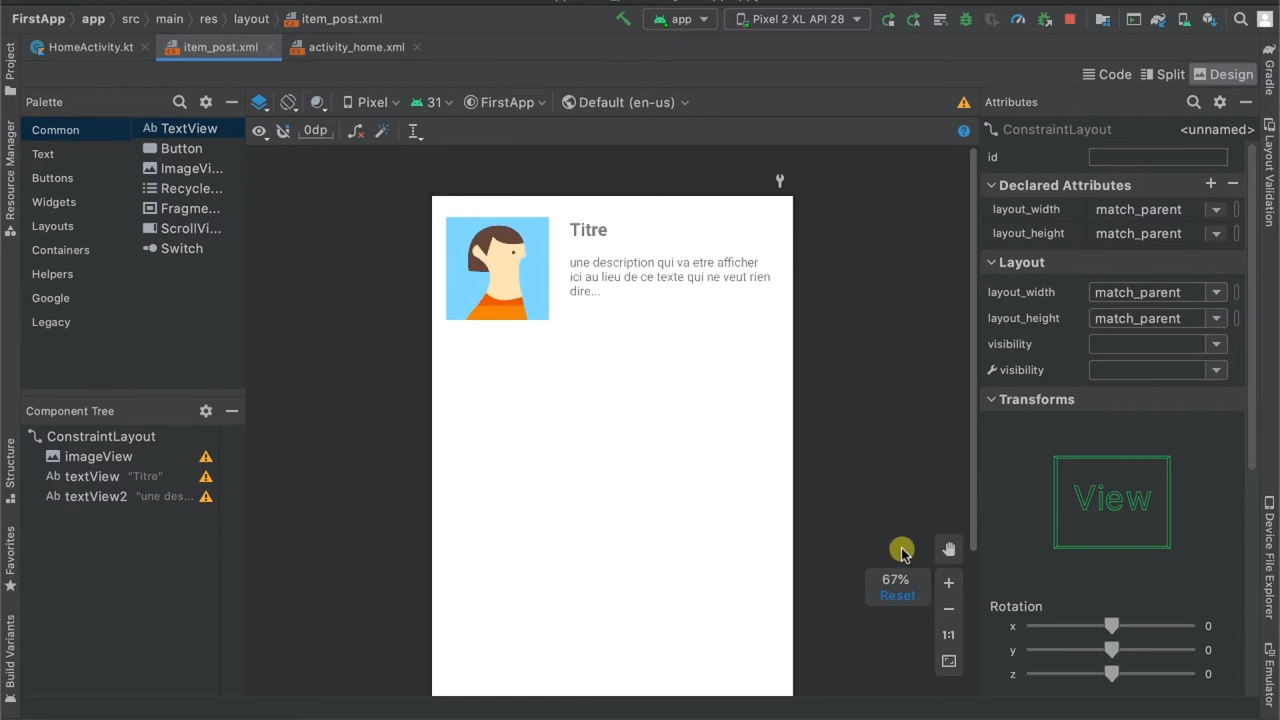 FirstApp app src main res layout item_post.xml
app Pixel 2 XL API 28
HomeActivity.kt item_post.xml activity_home.xml
Code Split Design
Palette
Pixel 31 FirstApp Default (en-us)
Attributes
Common
Text
Buttons
Widgets
Layouts
Containers
Helpers
Google
Legacy
Ab TextView
Button
ImageVi...
Recycle...
Fragme...
ScrollVi...
Switch
0dp
Component Tree
ConstraintLayout
imageView
Ab textView "Titre"
Ab textView2 "une des...
Titre
une description qui va etre afficher
ici au lieu de ce texte qui ne veut rien
dire...
67%
Reset
1:1
ConstraintLayout <unnamed>
id
Declared Attributes
layout_width match_parent
layout_height match_parent
Layout
layout_width match_parent
layout_height match_parent
visibility
visibility
Transforms
View
Rotation
x 0
y 0
z 0
Project
Resource Manager
Structure
Favorites
Build Variants
Gradle
Layout Validation
Device File Explorer
Emulator